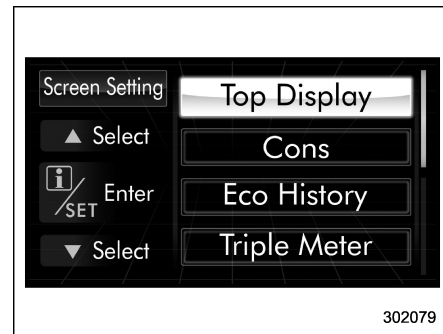 Screen Setting
Top Display
▲ Select
Cons
i/SET Enter
Eco History
▼ Select
Triple Meter
302079